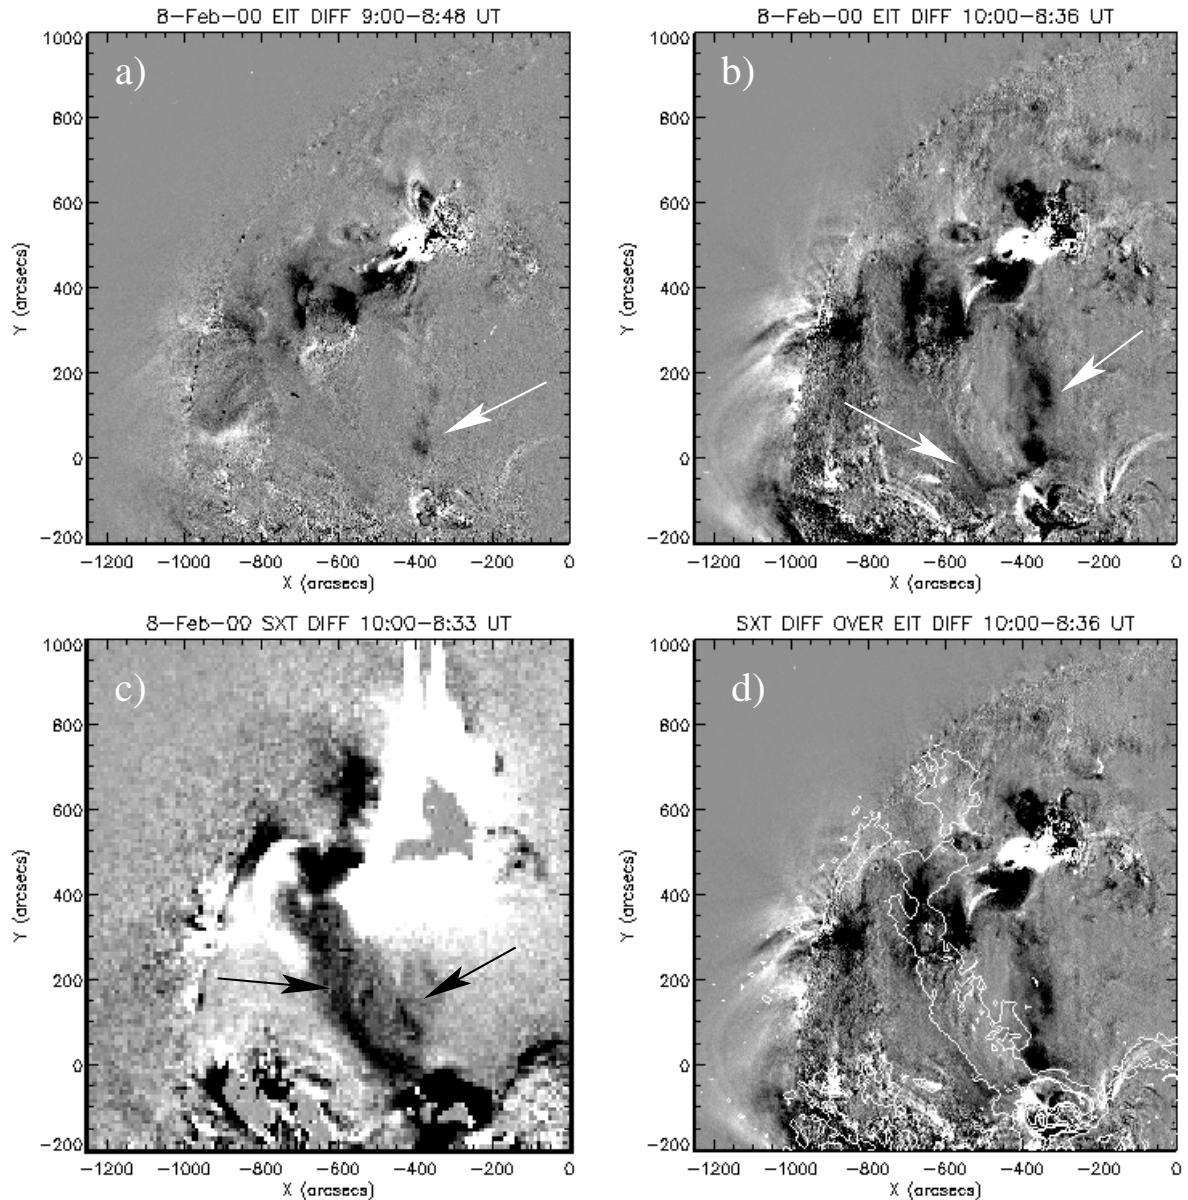 8-Feb-00 EIT DIFF 9:00-8:48 UT
a)
1000
800
600
400
200
0
-200
Y (arcsecs)
-1200 -1000 -800 -600 -400 -200 0
X (arcsecs)
8-Feb-00 EIT DIFF 10:00-8:36 UT
b)
1000
800
600
400
200
0
-200
Y (arcsecs)
-1200 -1000 -800 -600 -400 -200 0
X (arcsecs)
8-Feb-00 SXT DIFF 10:00-8:33 UT
c)
1000
800
600
400
200
0
-200
Y (arcsecs)
-1200 -1000 -800 -600 -400 -200 0
X (arcsecs)
SXT DIFF OVER EIT DIFF 10:00-8:36 UT
d)
1000
800
600
400
200
0
-200
Y (arcsecs)
-1200 -1000 -800 -600 -400 -200 0
X (arcsecs)